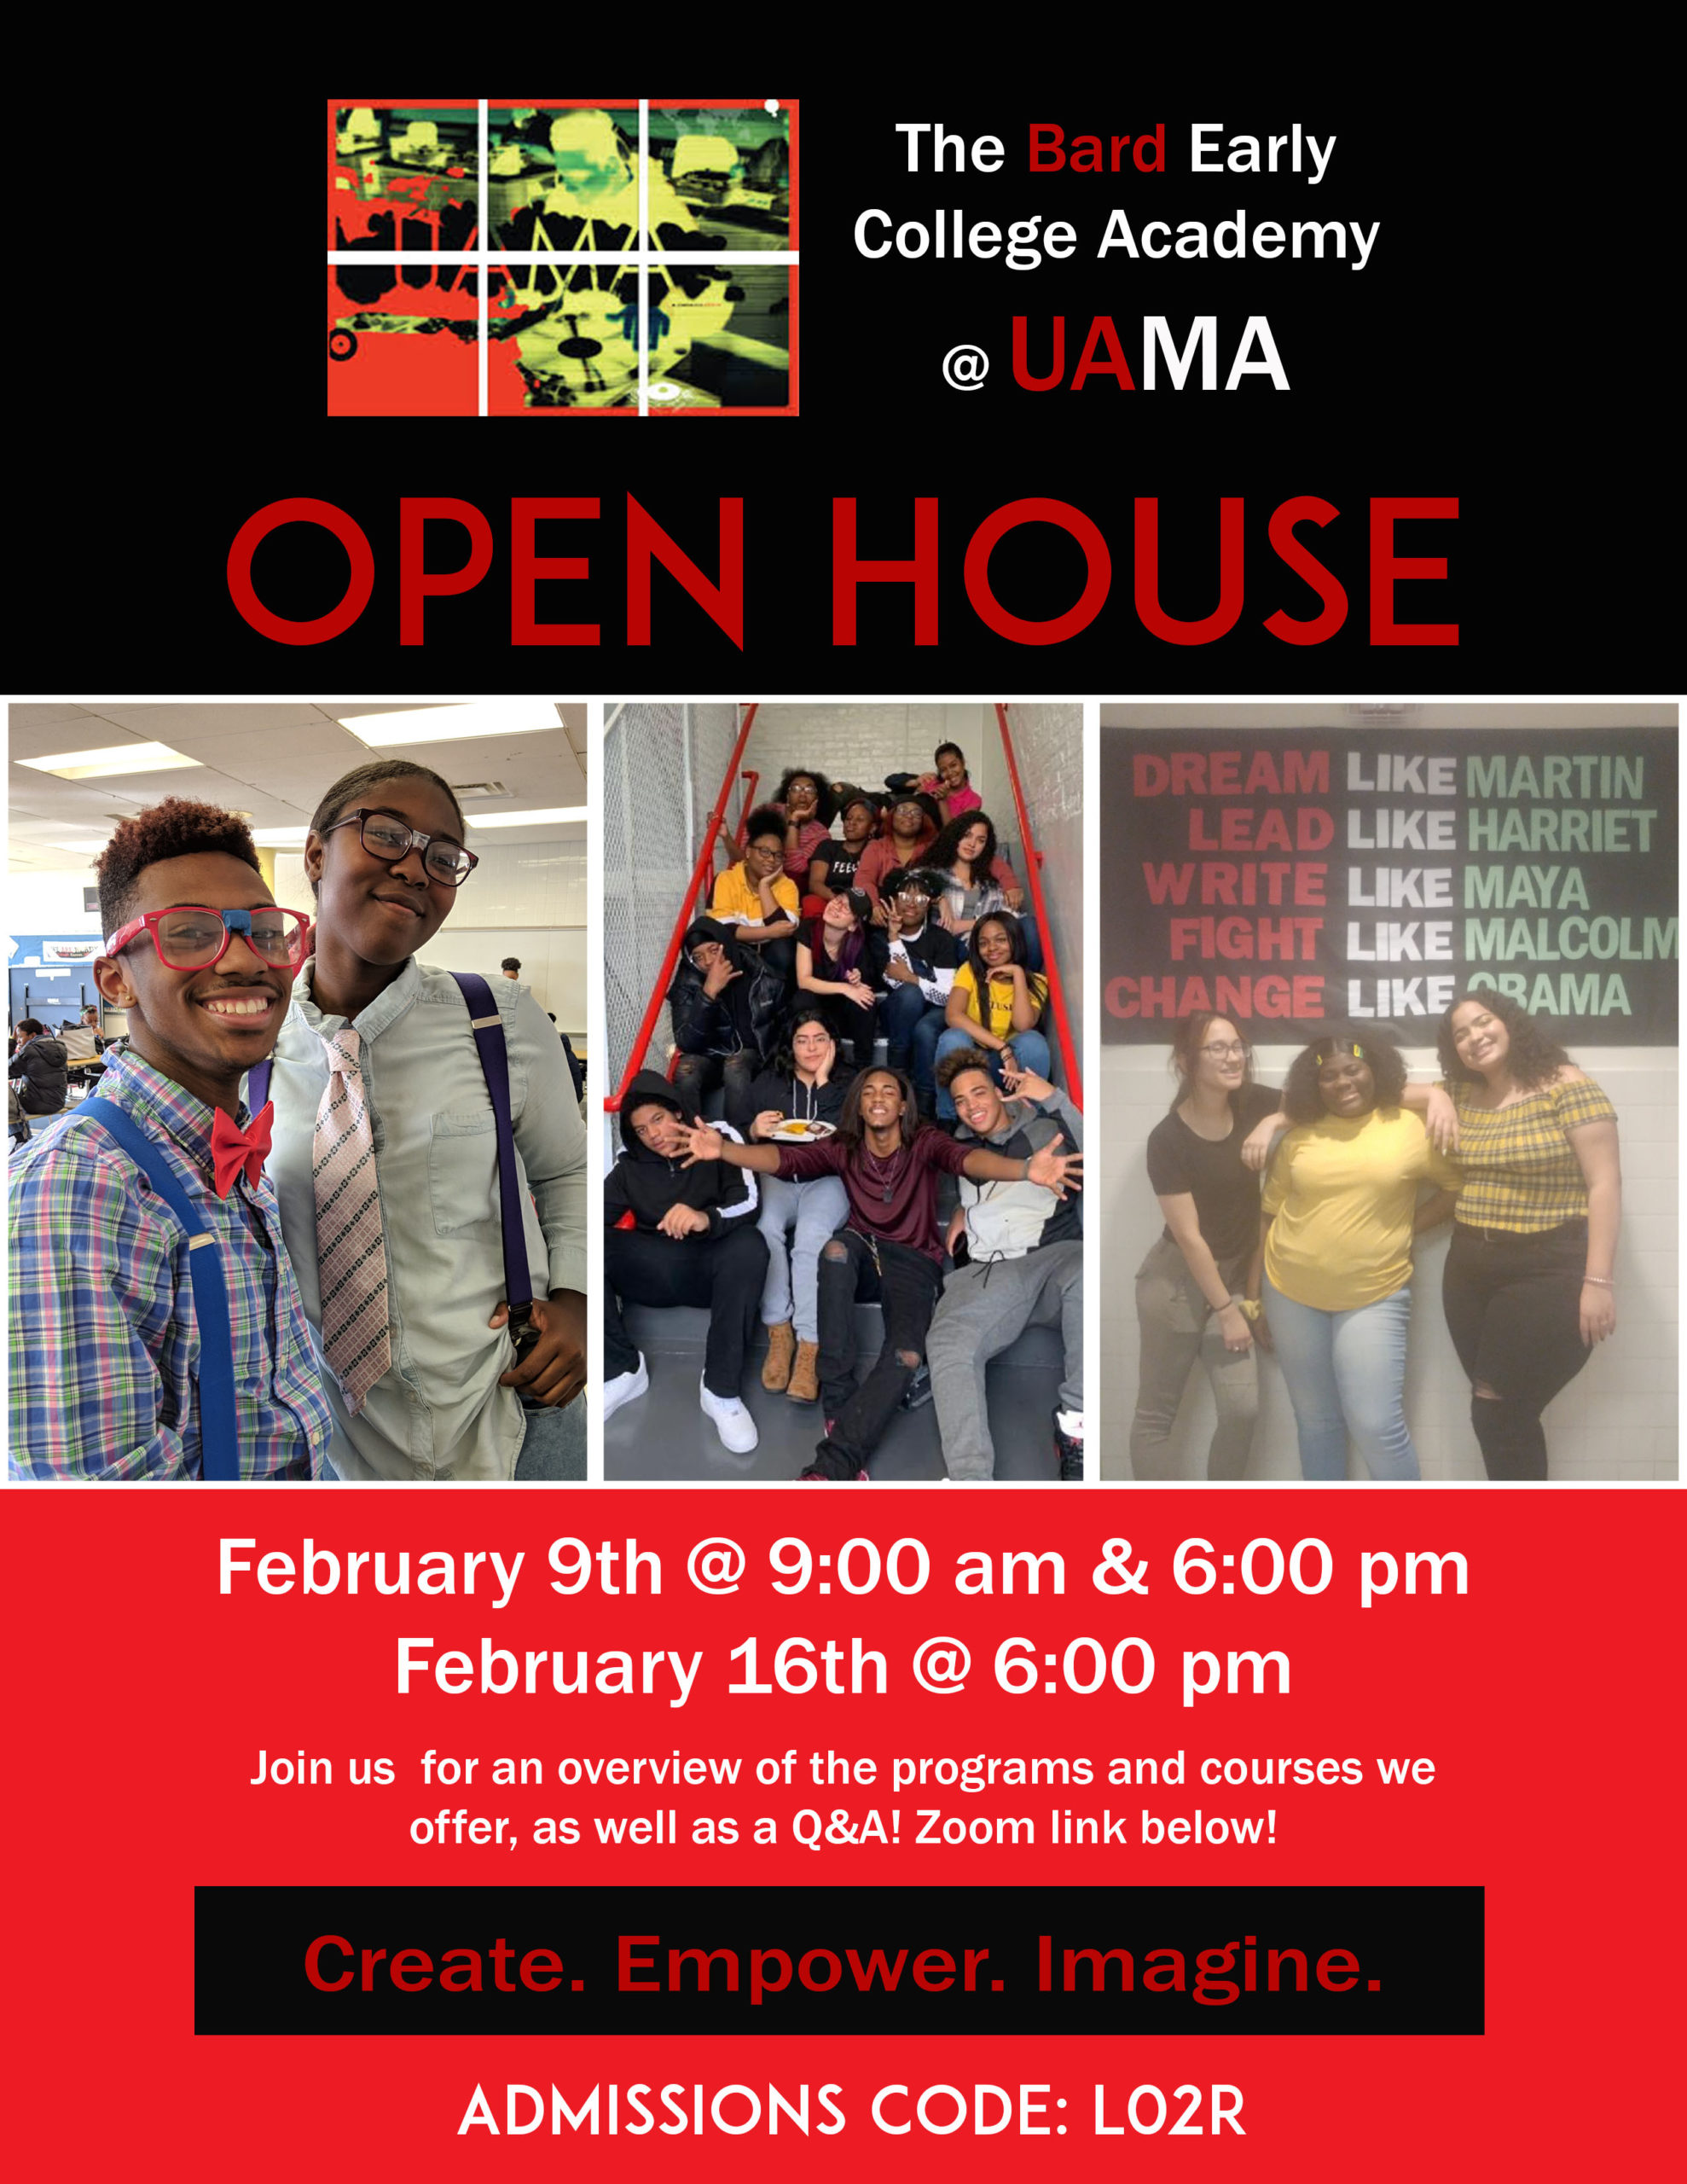 The Bard Early
College Academy
@ UAMA
UAMA
OPEN HOUSE
FEEL
DREAM LIKE MARTIN
LEAD LIKE HARRIET
WRITE LIKE MAYA
FIGHT LIKE MALCOLM
CHANGE LIKE OBAMA
February 9th @ 9:00 am & 6:00 pm
February 16th @ 6:00 pm
Join us for an overview of the programs and courses we
offer, as well as a Q&A! Zoom link below!
Create. Empower. Imagine.
ADMISSIONS CODE: L02R